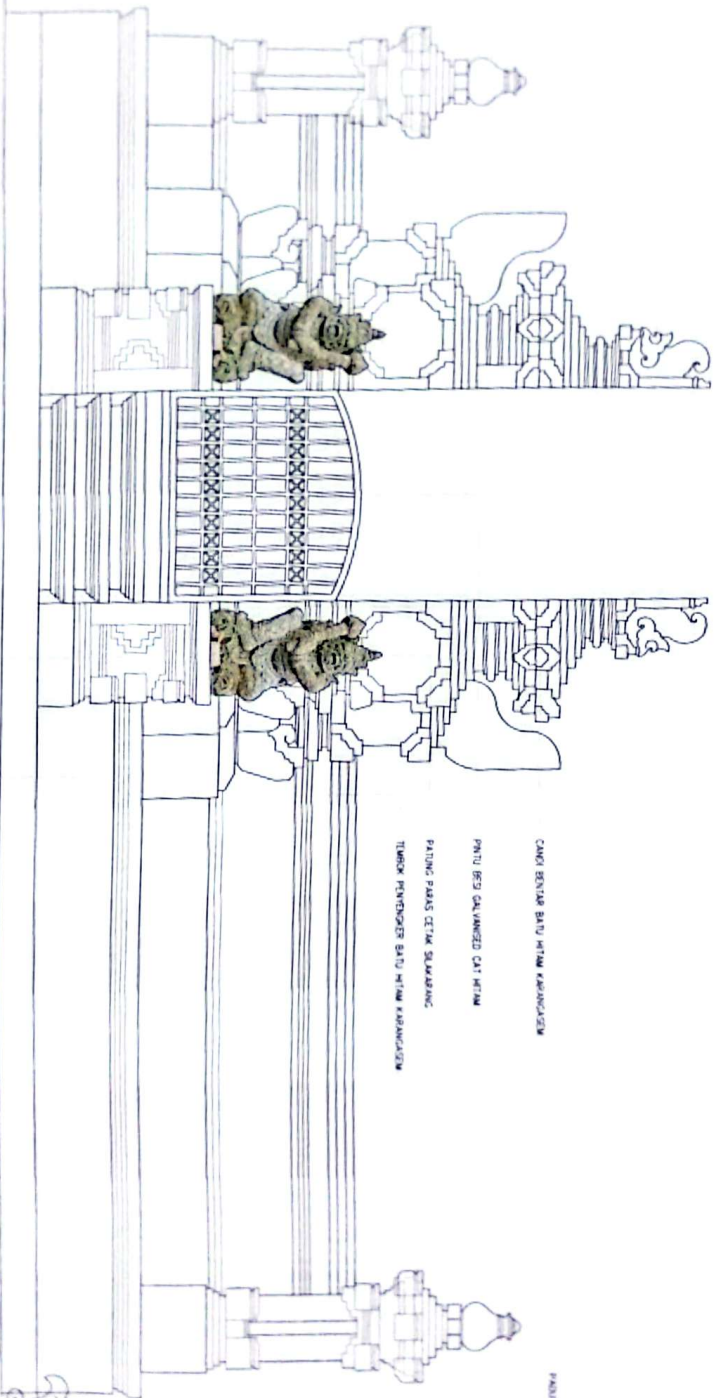 CANDI BENTAR BATU HITAM KARANGASEM
PINTU BESI GALVANISED CAT HITAM
PATUNG PARAS CETAK SILAKARANG
TEMBOK PENYENGKER BATU HITAM KARANGASEM